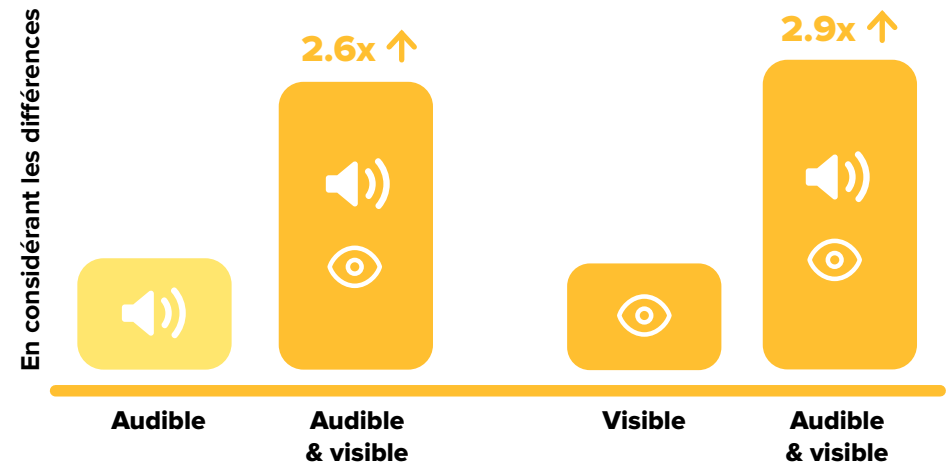 En considérant les différences
2.6x ↑
2.9x ↑
Audible
Audible
& visible
Visible
Audible
& visible